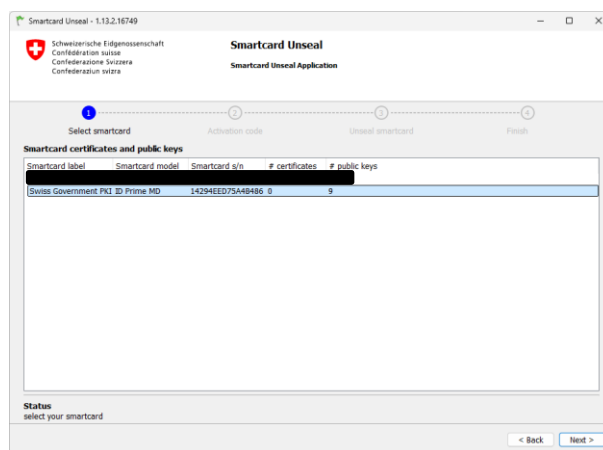 Smartcard Unseal - 1.13.2.16749
Schweizerische Eidgenossenschaft
Confédération suisse
Confederazione Svizzera
Confederaziun svizra
Smartcard Unseal
Smartcard Unseal Application
1 2 3 4
Select smartcard Activation code Unseal smartcard Finish
Smartcard certificates and public keys
Smartcard label Smartcard model Smartcard s/n # certificates # public keys
Swiss Government PKI ID Prime MD 14294EED75A4B486 0 9
Status
select your smartcard
< Back Next >